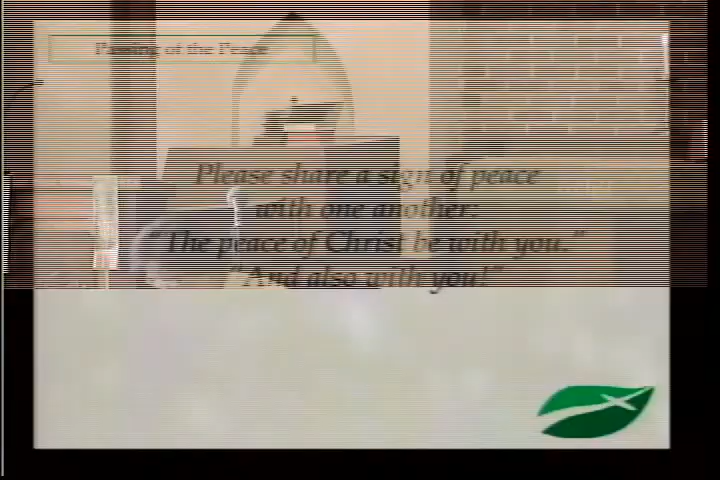 Passing of the Peace
Please share a sign of peace
with one another:
“The peace of Christ be with you.”
“And also with you!”